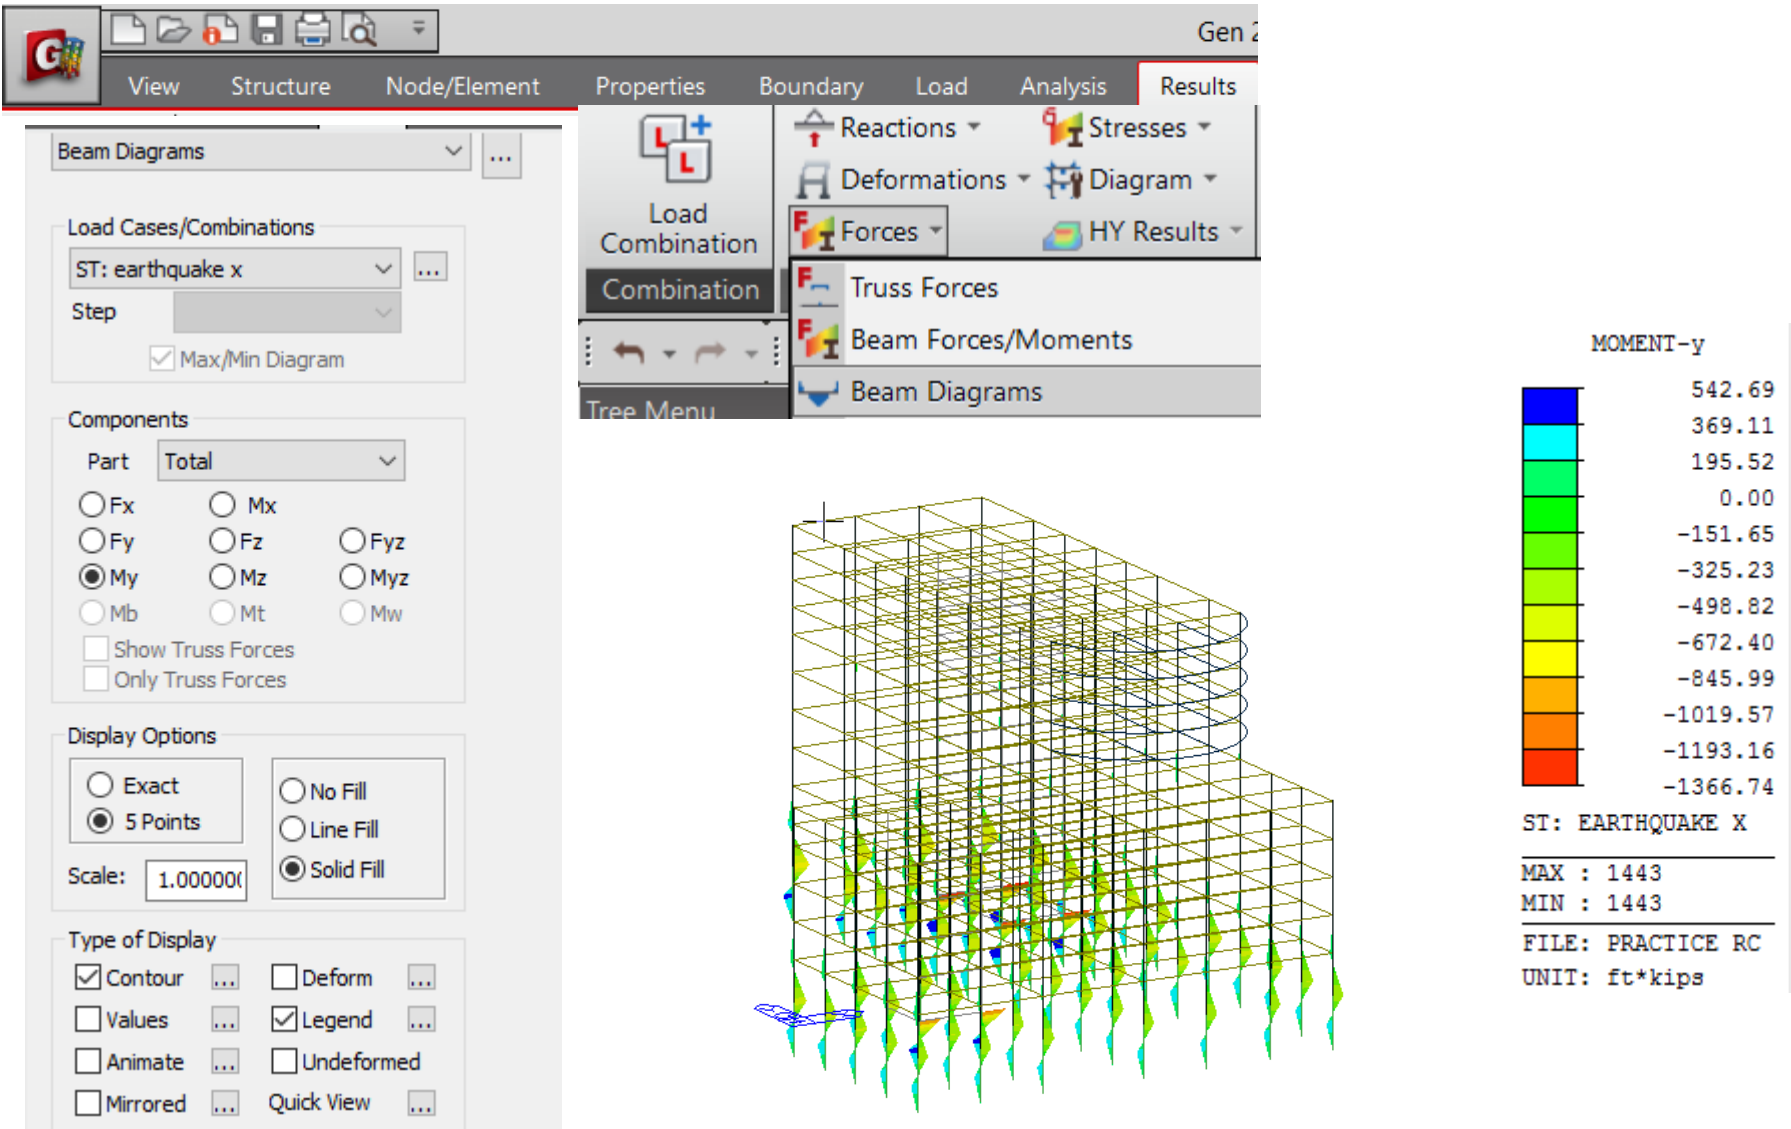 Gen 2
View Structure Node/Element Properties Boundary Load Analysis Results
Beam Diagrams
...
Load Cases/Combinations
ST: earthquake x
...
Step
Max/Min Diagram
Components
Part Total
Fx Mx
Fy Fz Fyz
My Mz Myz
Mb Mt Mw
Show Truss Forces
Only Truss Forces
Display Options
Exact
5 Points
No Fill
Line Fill
Solid Fill
Scale: 1.00000(
Type of Display
Contour ... Deform ...
Values ... Legend ...
Animate ... Undeformed
Mirrored ... Quick View ...
Load
Combination
Combination
Reactions
Stresses
Deformations
Diagram
Forces
HY Results
Truss Forces
Beam Forces/Moments
Beam Diagrams
Tree Menu
MOMENT-y
542.69
369.11
195.52
0.00
-151.65
-325.23
-498.82
-672.40
-845.99
-1019.57
-1193.16
-1366.74
ST: EARTHQUAKE X
MAX : 1443
MIN : 1443
FILE: PRACTICE RC
UNIT: ft*kips